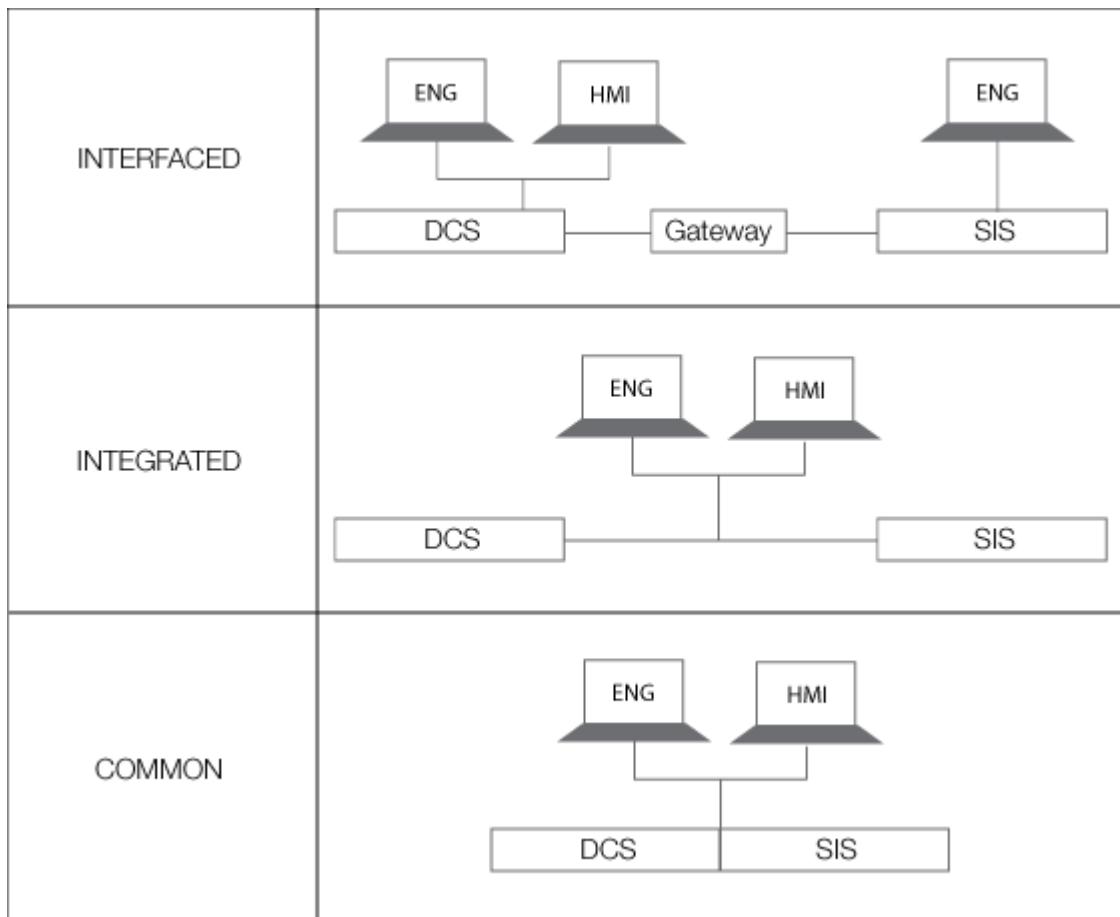 INTERFACED
ENG
HMI
ENG
DCS
Gateway
SIS
INTEGRATED
ENG
HMI
DCS
SIS
COMMON
ENG
HMI
DCS
SIS